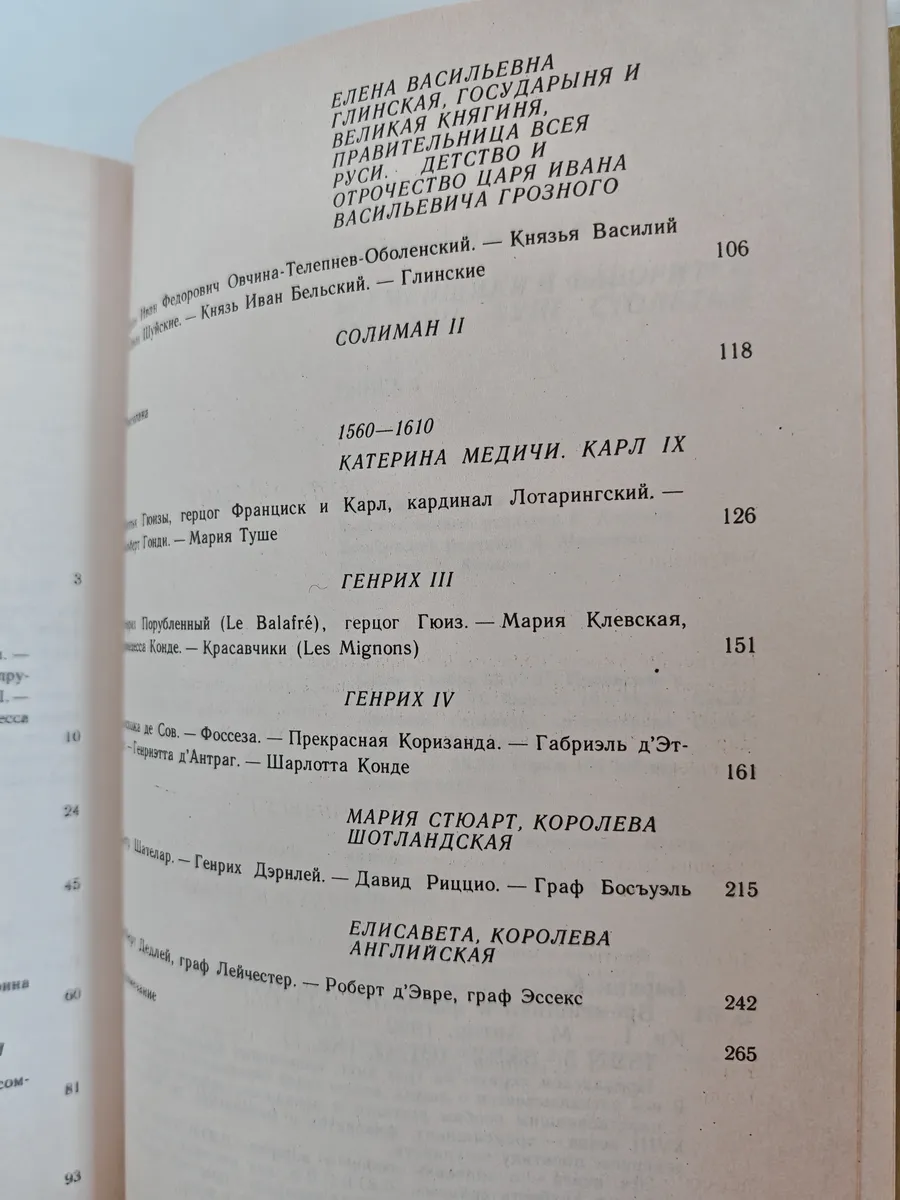 3
—
дру-
есса
10
24
45
60
сом-
81
93
ЕЛЕНА ВАСИЛЬЕВНА
ГЛИНСКАЯ, ГОСУДАРЫНЯ И
ВЕЛИКАЯ КНЯГИНЯ,
ПРАВИТЕЛЬНИЦА ВСЕЯ
РУСИ. ДЕТСТВО И
ОТРОЧЕСТВО ЦАРЯ ИВАНА
ВАСИЛЬЕВИЧА ГРОЗНОГО
Иван Федорович Овчина-Телепнев-Оболенский. — Князья Василий
Шуйские. — Князь Иван Бельский. — Глинские 106
СОЛИМАН II
118
1560—1610
КАТЕРИНА МЕДИЧИ. КАРЛ IX
Гюизы, герцог Франциск и Карл, кардинал Лотарингский. —
Гонди. — Мария Туше 126
ГЕНРИХ III
Порубленный (Le Balafré), герцог Гюиз. — Мария Клевская,
Конде. — Красавчики (Les Mignons) 151
ГЕНРИХ IV
де Сов. — Фоссеза. — Прекрасная Коризанда. — Габриэль д'Эт-
— Генриэтта д'Антраг. — Шарлотта Конде 161
МАРИЯ СТЮАРТ, КОРОЛЕВА
ШОТЛАНДСКАЯ
Шателар. — Генрих Дэрнлей. — Давид Риццио. — Граф Босъуэль 215
ЕЛИСАВЕТА, КОРОЛЕВА
АНГЛИЙСКАЯ
Дедлей, граф Лейчестер. — Роберт д'Эвре, граф Эссекс 242
265